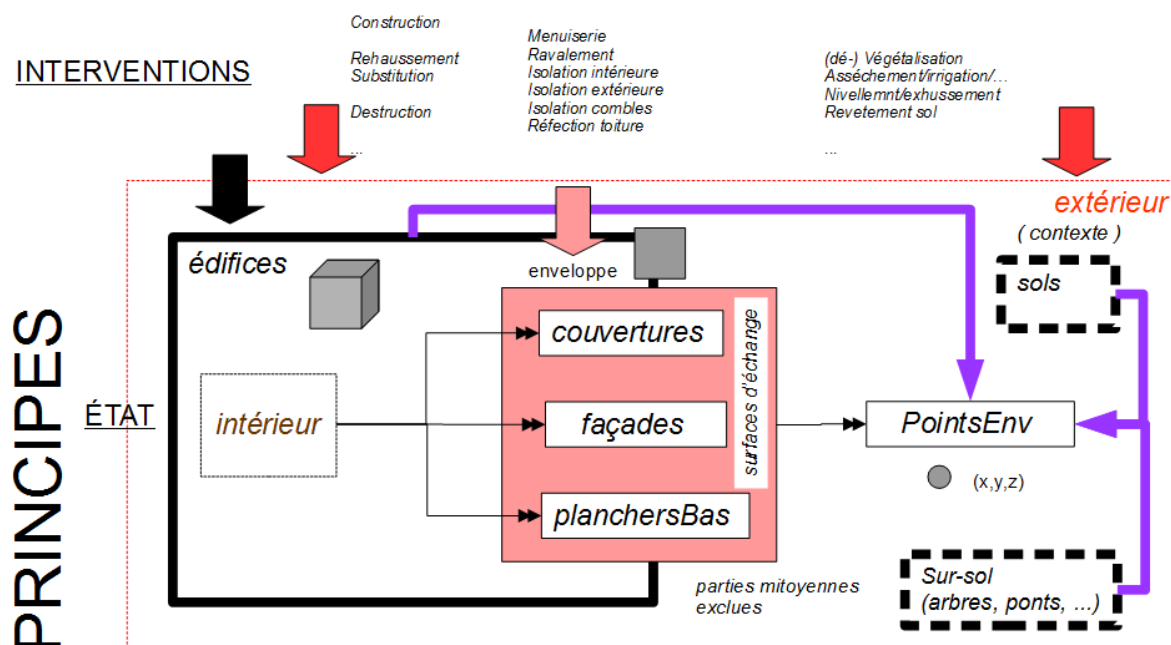 Construction
Rehaussement
Substitution
Destruction
...
Menuiserie
Ravalement
Isolation intérieure
Isolation extérieure
Isolation combles
Réfection toiture
(dé-) Végétalisation
Asséchement/irrigation/...
Nivellemnt/exhussement
Revetement sol
...
INTERVENTIONS
extérieur
( contexte )
édifices
enveloppe
sols
couvertures
surfaces d'échange
PRINCIPES
ÉTAT
intérieur
façades
PointsEnv
(x,y,z)
planchersBas
Sur-sol
(arbres, ponts, ...)
parties mitoyennes
exclues